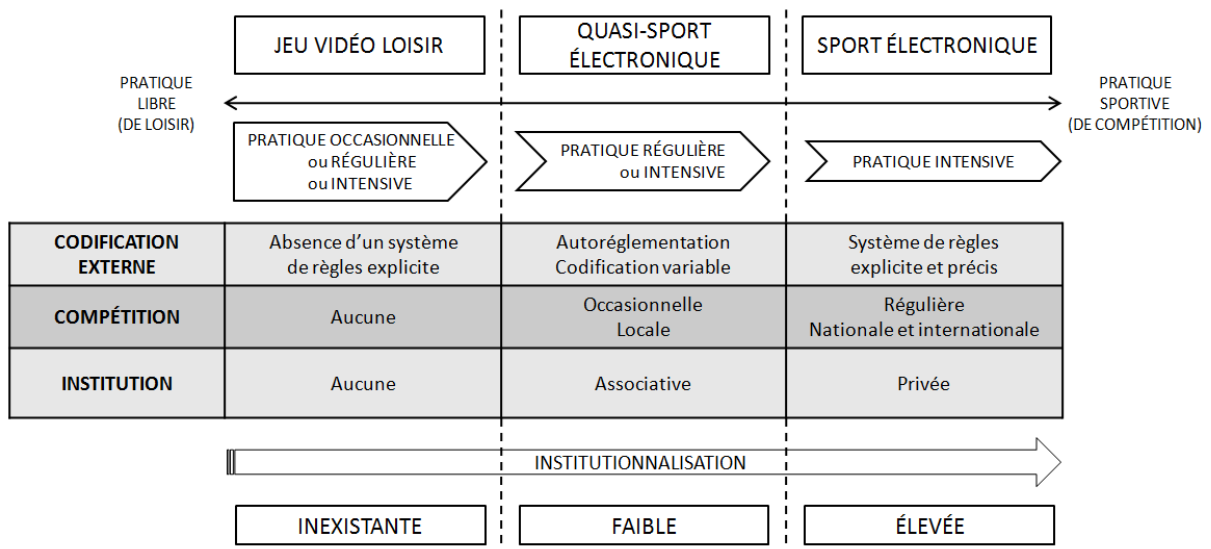 JEU VIDÉO LOISIR
QUASI-SPORT
ÉLECTRONIQUE
SPORT ÉLECTRONIQUE
PRATIQUE
LIBRE
(DE LOISIR)
PRATIQUE
SPORTIVE
(DE COMPÉTITION)
PRATIQUE OCCASIONNELLE
ou RÉGULIÈRE
ou INTENSIVE
PRATIQUE RÉGULIÈRE
ou INTENSIVE
PRATIQUE INTENSIVE
CODIFICATION
EXTERNE
Absence d'un système
de règles explicite
Autoréglementation
Codification variable
Système de règles
explicite et précis
COMPÉTITION
Aucune
Occasionnelle
Locale
Régulière
Nationale et internationale
INSTITUTION
Aucune
Associative
Privée
INSTITUTIONNALISATION
INEXISTANTE
FAIBLE
ÉLEVÉE